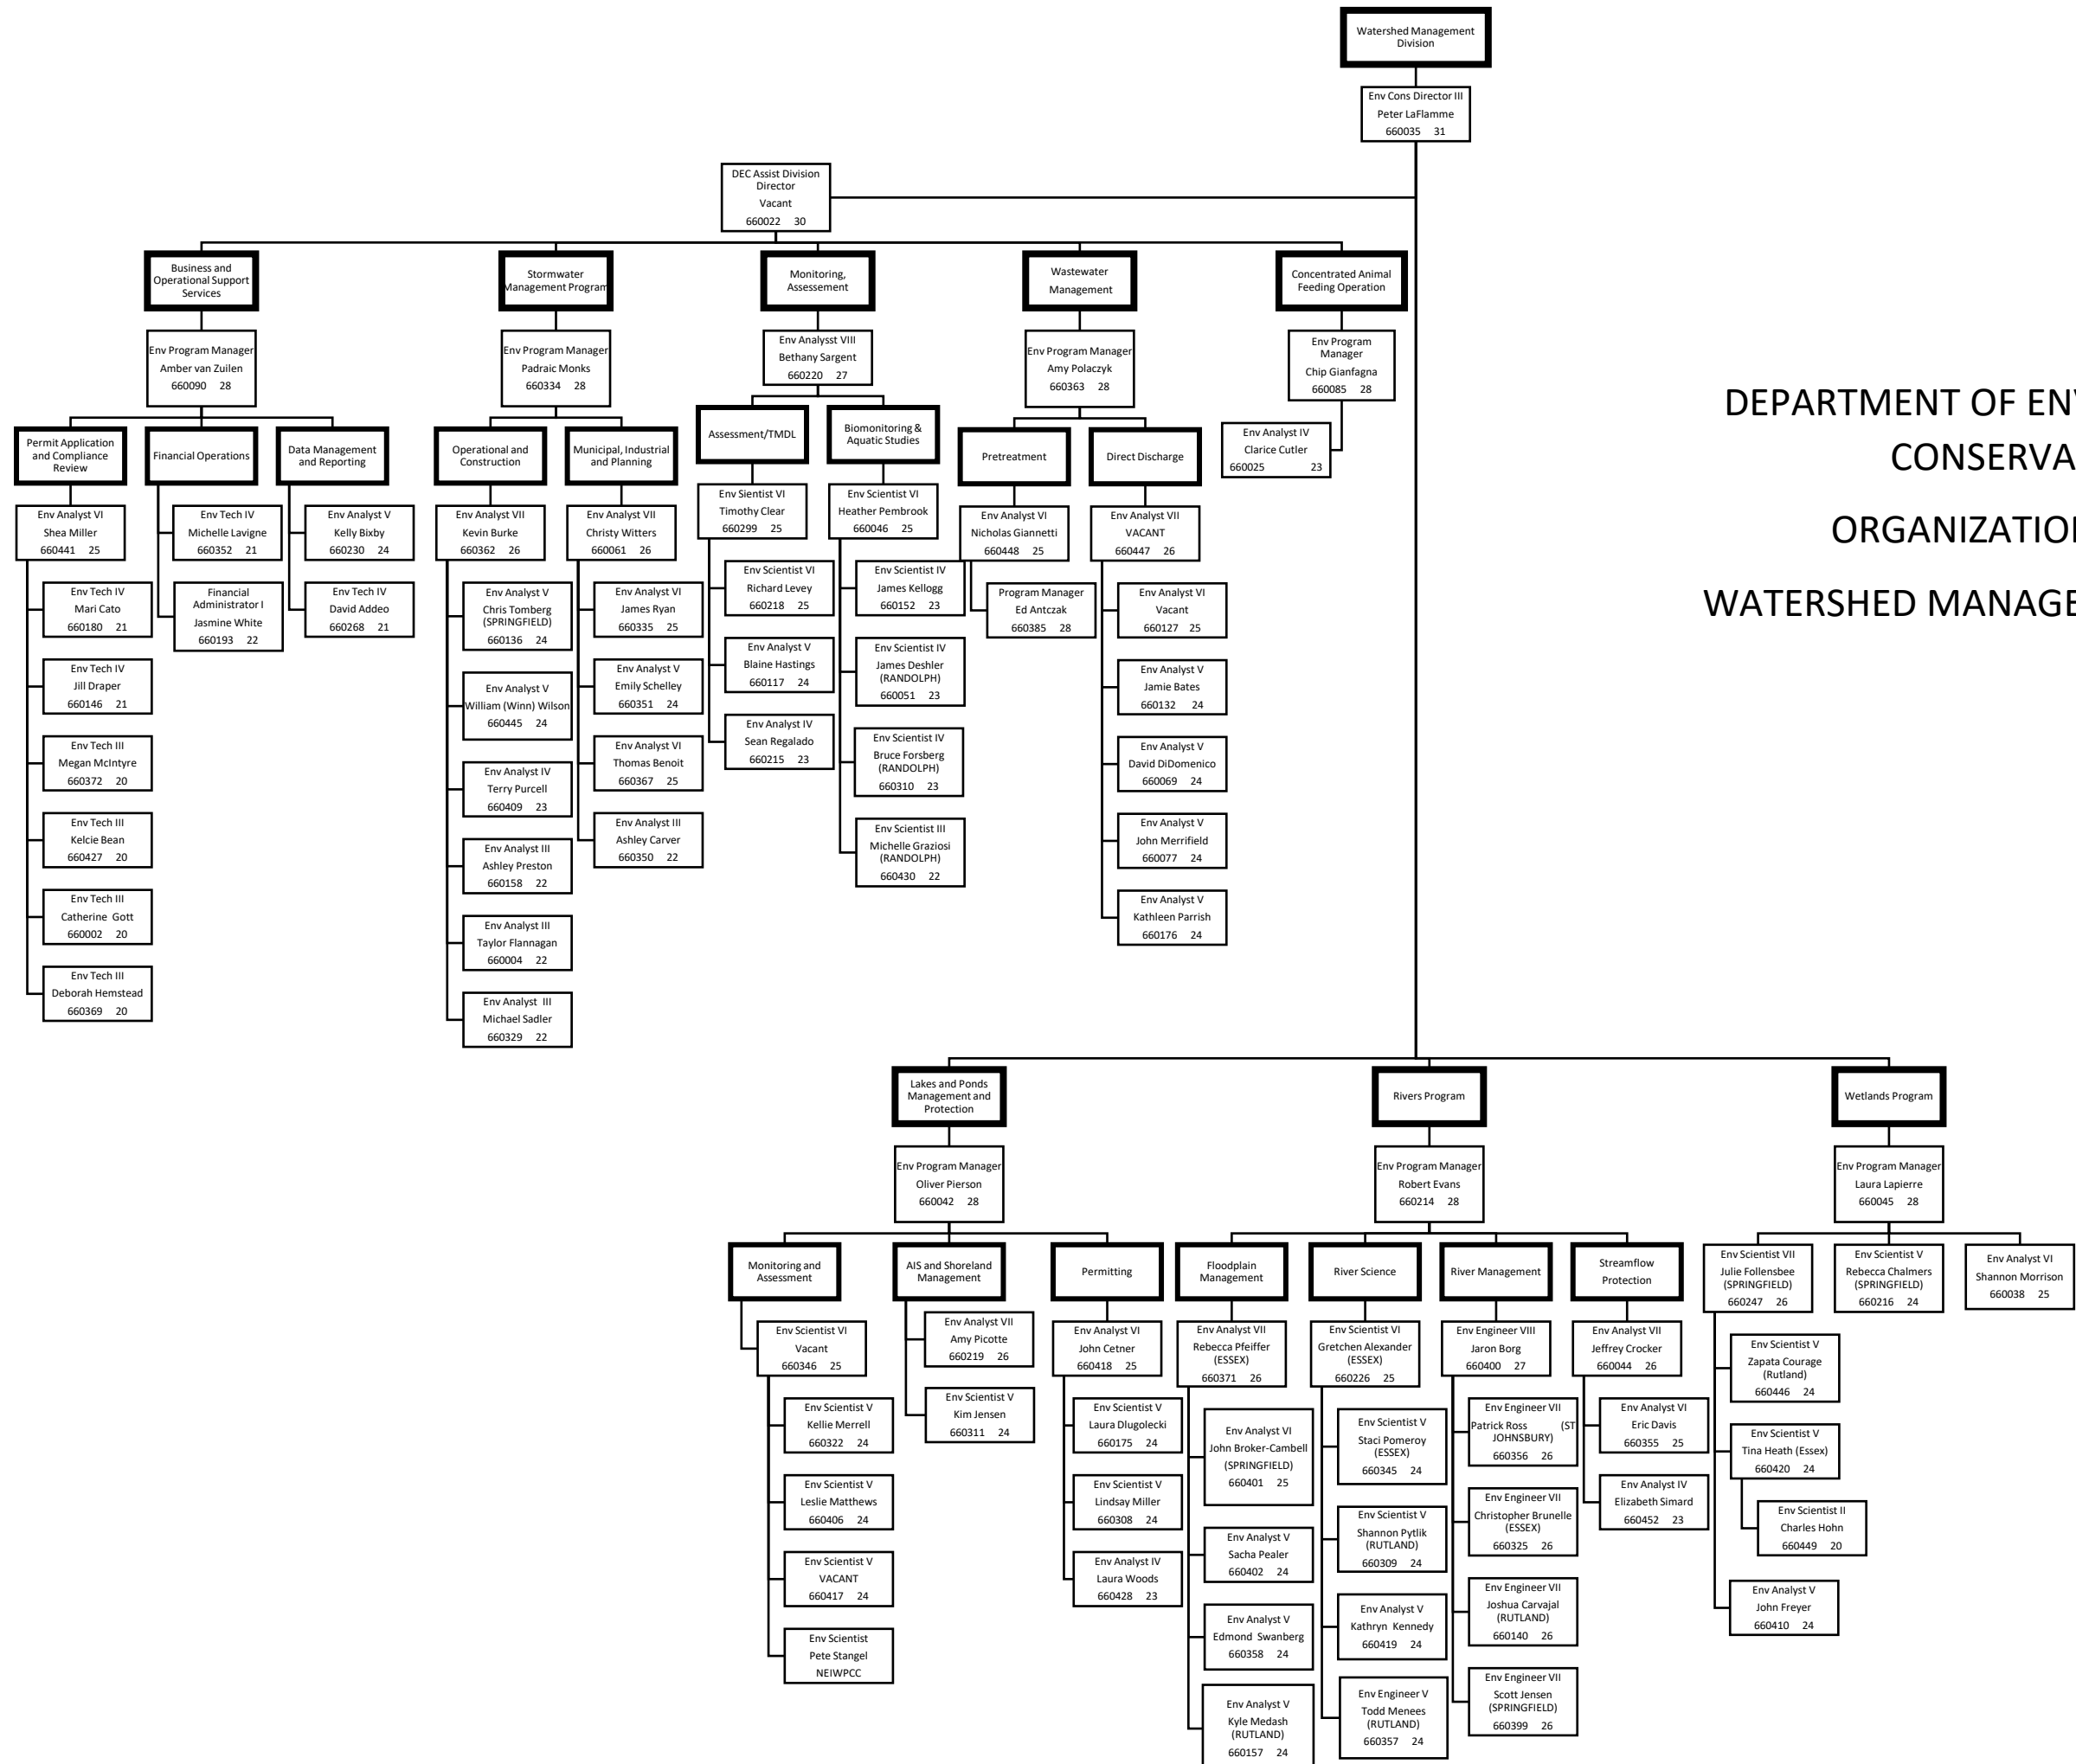 Watershed Management
Division
Env Cons Director III
Peter LaFlamme
660035 31
DEC Assist Division
Director
Vacant
660022 30
Business and
Operational Support
Services
Env Program Manager
Amber van Zuilen
660090 28
Permit Application
and Compliance
Review
Env Analyst VI
Shea Miller
660441 25
Env Tech IV
Mari Cato
660180 21
Env Tech IV
Jill Draper
660146 21
Env Tech III
Megan McIntyre
660372 20
Env Tech III
Kelcie Bean
660427 20
Env Tech III
Catherine Gott
660002 20
Env Tech III
Deborah Hemstead
660369 20
Financial Operations
Env Tech IV
Michelle Lavigne
660352 21
Financial
Administrator I
Jasmine White
660193 22
Data Management
and Reporting
Env Analyst V
Kelly Bixby
660230 24
Env Tech IV
David Addeo
660268 21
Stormwater
Management Program
Env Program Manager
Padraic Monks
660334 28
Operational and
Construction
Env Analyst VII
Kevin Burke
660362 26
Env Analyst V
Chris Tomberg
(SPRINGFIELD)
660136 24
Env Analyst V
William (Winn) Wilson
660445 24
Env Analyst IV
Terry Purcell
660409 23
Env Analyst III
Ashley Preston
660158 22
Env Analyst III
Taylor Flannagan
660004 22
Env Analyst III
Michael Sadler
660329 22
Municipal, Industrial
and Planning
Env Analyst VII
Christy Witters
660061 26
Env Analyst VI
James Ryan
660335 25
Env Analyst V
Emily Schelley
660351 24
Env Analyst VI
Thomas Benoit
660367 25
Env Analyst III
Ashley Carver
660350 22
Monitoring,
Assessement
Env Analysst VIII
Bethany Sargent
660220 27
Assessment/TMDL
Env Sientist VI
Timothy Clear
660299 25
Env Scientist VI
Richard Levey
660218 25
Env Analyst V
Blaine Hastings
660117 24
Env Analyst IV
Sean Regalado
660215 23
Biomonitoring &
Aquatic Studies
Env Scientist VI
Heather Pembrook
660046 25
Env Scientist IV
James Kellogg
660152 23
Env Scientist IV
James Deshler
(RANDOLPH)
660051 23
Env Scientist IV
Bruce Forsberg
(RANDOLPH)
660310 23
Env Scientist III
Michelle Graziosi
(RANDOLPH)
660430 22
Wastewater
Management
Env Program Manager
Amy Polaczyk
660363 28
Pretreatment
Env Analyst VI
Nicholas Giannetti
660448 25
Program Manager
Ed Antczak
660385 28
Direct Discharge
Env Analyst VII
VACANT
660447 26
Env Analyst VI
Vacant
660127 25
Env Analyst V
Jamie Bates
660132 24
Env Analyst V
David DiDomenico
660069 24
Env Analyst V
John Merrifield
660077 24
Env Analyst V
Kathleen Parrish
660176 24
Concentrated Animal
Feeding Operation
Env Program
Manager
Chip Gianfagna
660085 28
Env Analyst IV
Clarice Cutler
660025 23
DEPARTMENT OF ENV
CONSERVA
ORGANIZATION
WATERSHED MANAGE
Lakes and Ponds
Management and
Protection
Env Program Manager
Oliver Pierson
660042 28
Monitoring and
Assessment
Env Scientist VI
Vacant
660346 25
Env Scientist V
Kellie Merrell
660322 24
Env Scientist V
Leslie Matthews
660406 24
Env Scientist V
VACANT
660417 24
Env Scientist
Pete Stangel
NEIWPCC
AIS and Shoreland
Management
Env Analyst VII
Amy Picotte
660219 26
Env Scientist V
Kim Jensen
660311 24
Permitting
Env Analyst VI
John Cetner
660418 25
Env Scientist V
Laura Dlugolecki
660175 24
Env Scientist V
Lindsay Miller
660308 24
Env Analyst IV
Laura Woods
660428 23
Rivers Program
Env Program Manager
Robert Evans
660214 28
Floodplain
Management
Env Analyst VII
Rebecca Pfeiffer
(ESSEX)
660371 26
Env Analyst VI
John Broker-Cambell
(SPRINGFIELD)
660401 25
Env Analyst V
Sacha Pealer
660402 24
Env Analyst V
Edmond Swanberg
660358 24
Env Analyst V
Kyle Medash
(RUTLAND)
660157 24
River Science
Env Scientist VI
Gretchen Alexander
(ESSEX)
660226 25
Env Scientist V
Staci Pomeroy
(ESSEX)
660345 24
Env Scientist V
Shannon Pytlik
(RUTLAND)
660309 24
Env Analyst V
Kathryn Kennedy
660419 24
Env Engineer V
Todd Menees
(RUTLAND)
660357 24
River Management
Env Engineer VIII
Jaron Borg
660400 27
Env Engineer VII
Patrick Ross (ST
JOHNSBURY)
660356 26
Env Engineer VII
Christopher Brunelle
(ESSEX)
660325 26
Env Engineer VII
Joshua Carvajal
(RUTLAND)
660140 26
Env Engineer VII
Scott Jensen
(SPRINGFIELD)
660399 26
Streamflow
Protection
Env Analyst VII
Jeffrey Crocker
660044 26
Env Analyst VI
Eric Davis
660355 25
Env Analyst IV
Elizabeth Simard
660452 23
Wetlands Program
Env Program Manager
Laura Lapierre
660045 28
Env Scientist VII
Julie Follensbee
(SPRINGFIELD)
660247 26
Env Scientist V
Zapata Courage
(Rutland)
660446 24
Env Scientist V
Tina Heath (Essex)
660420 24
Env Scientist II
Charles Hohn
660449 20
Env Analyst V
John Freyer
660410 24
Env Scientist V
Rebecca Chalmers
(SPRINGFIELD)
660216 24
Env Analyst VI
Shannon Morrison
660038 25